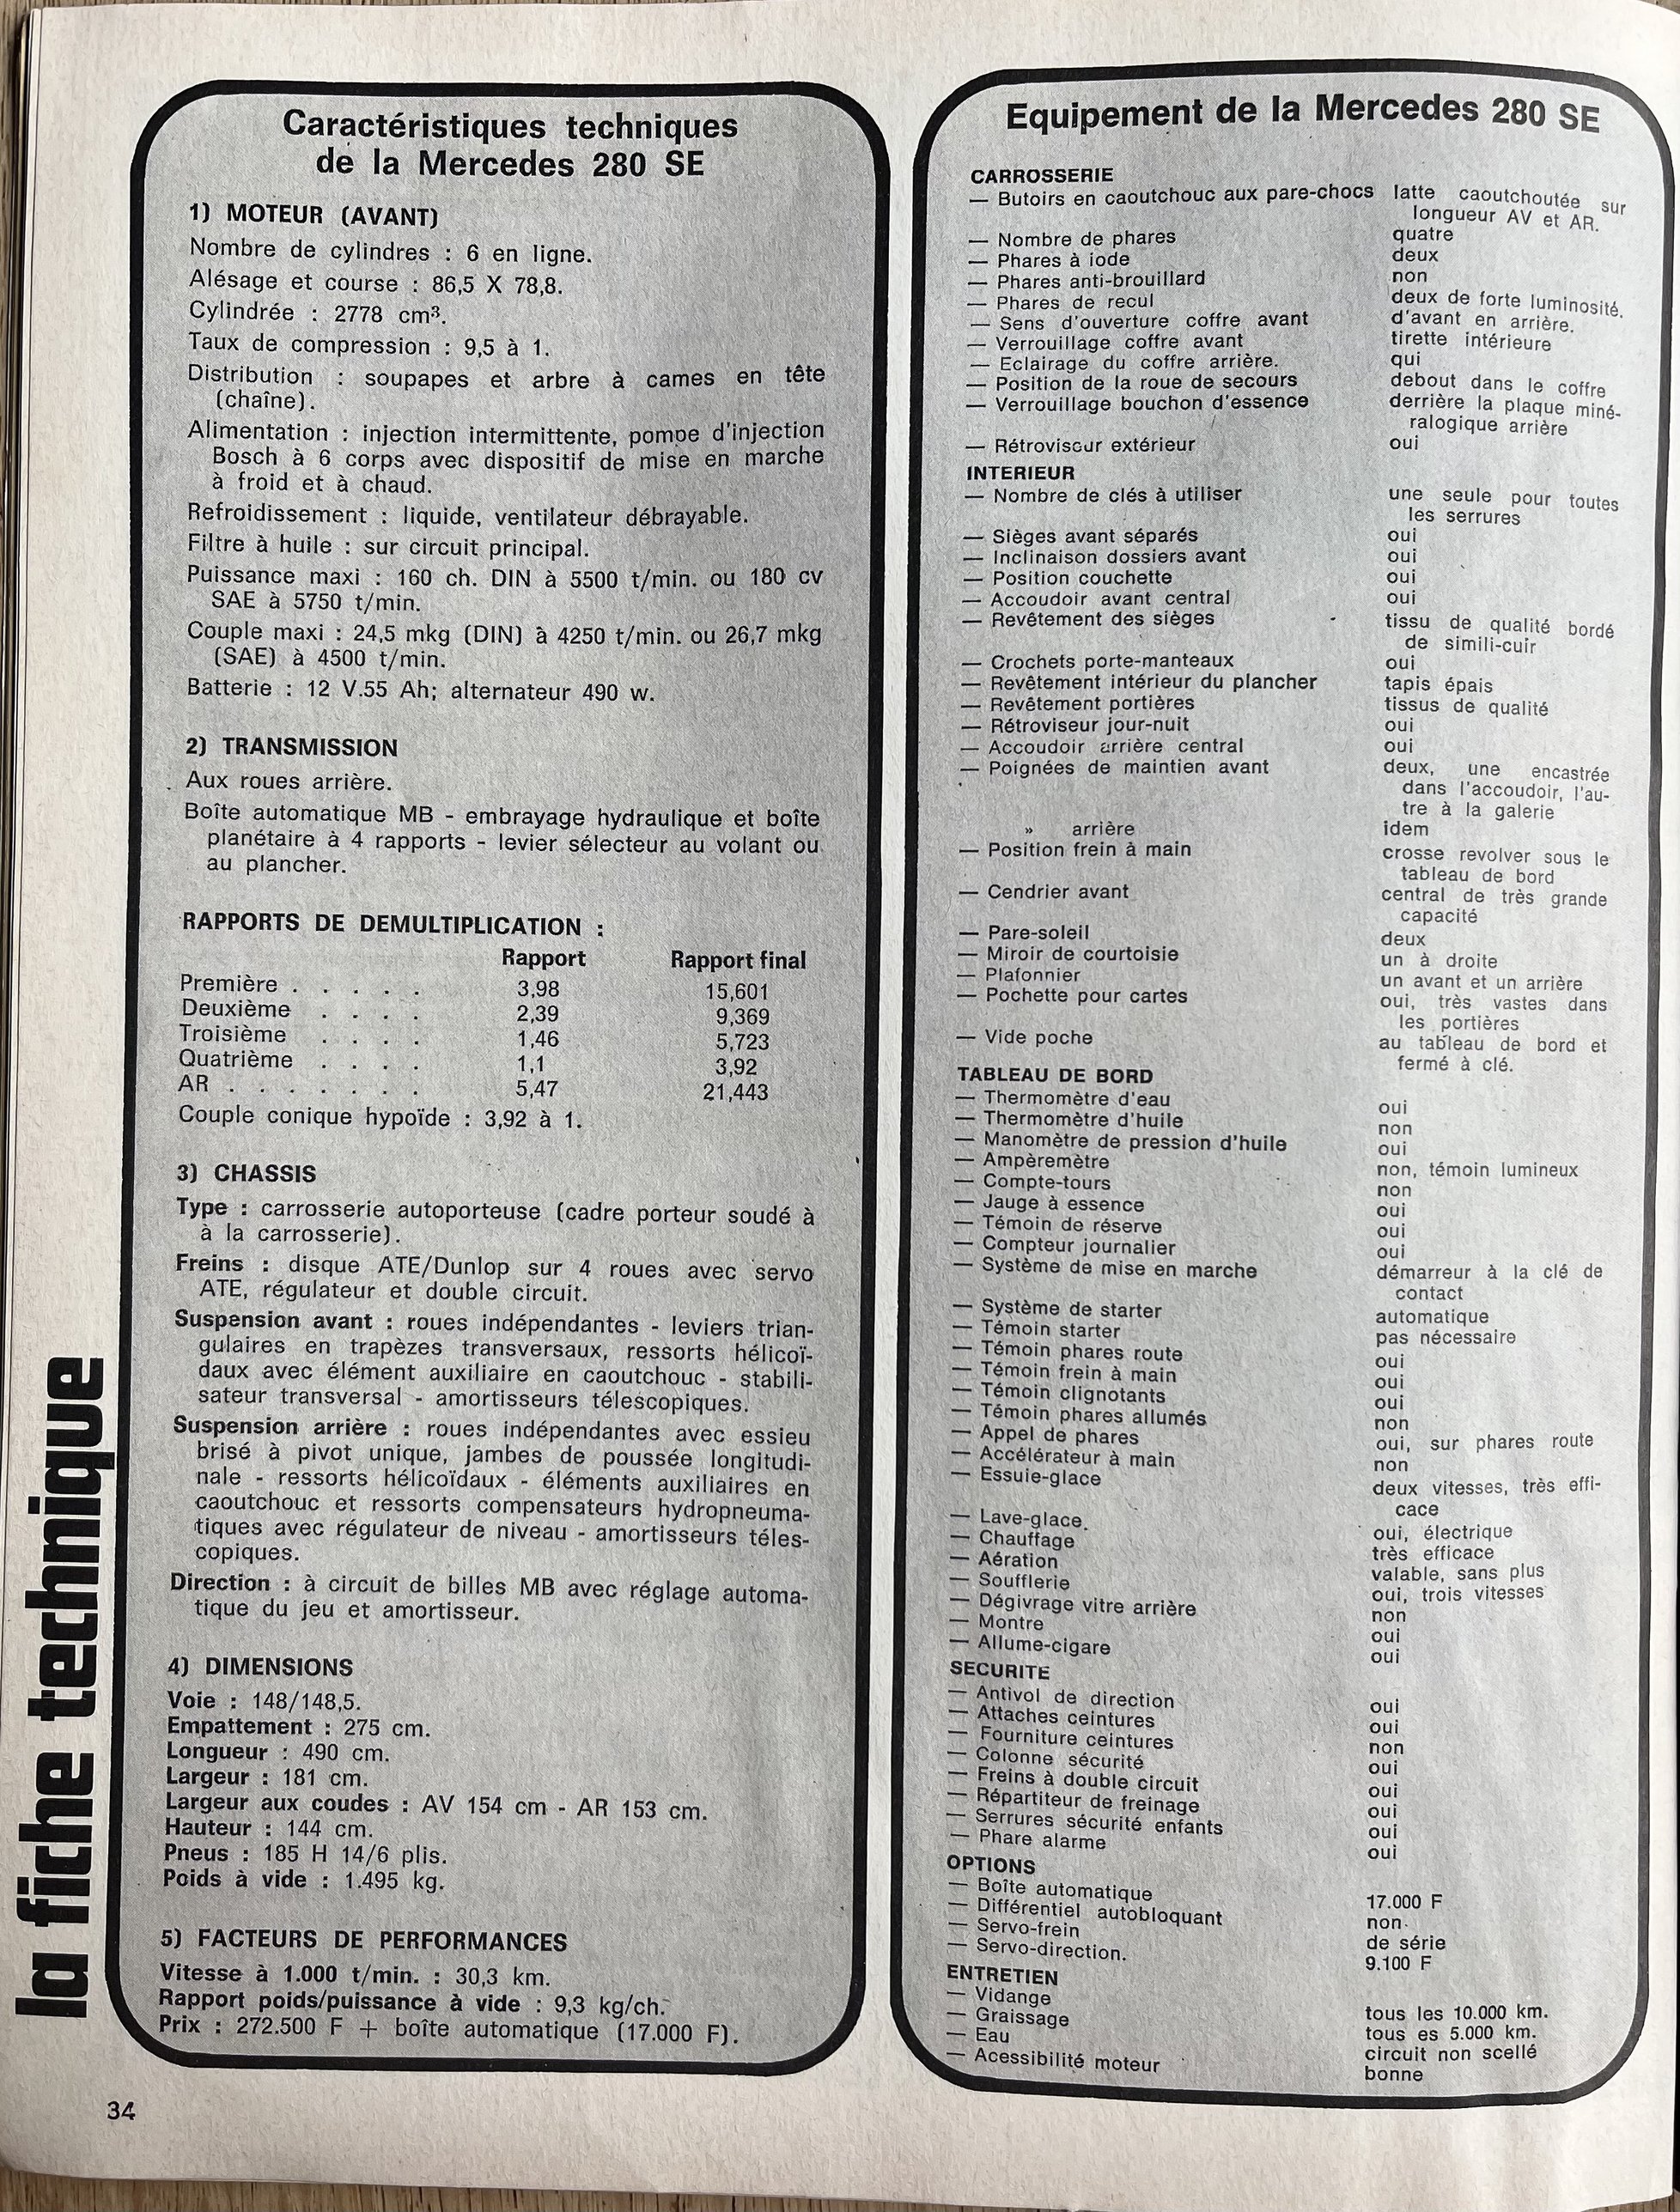 la fiche technique
Caractéristiques techniques
de la Mercedes 280 SE
1) MOTEUR (AVANT)
Nombre de cylindres : 6 en ligne.
Alésage et course : 86,5 X 78,8.
Cylindrée : 2778 cm³.
Taux de compression : 9,5 à 1.
Distribution : soupapes et arbre à cames en tête
(chaîne).
Alimentation : injection intermittente, pompe d'injection
Bosch à 6 corps avec dispositif de mise en marche
à froid et à chaud.
Refroidissement : liquide, ventilateur débrayable.
Filtre à huile : sur circuit principal.
Puissance maxi : 160 ch. DIN à 5500 t/min. ou 180 cv
SAE à 5750 t/min.
Couple maxi : 24,5 mkg (DIN) à 4250 t/min. ou 26,7 mkg
(SAE) à 4500 t/min.
Batterie : 12 V.55 Ah; alternateur 490 w.
2) TRANSMISSION
Aux roues arrière.
Boîte automatique MB - embrayage hydraulique et boîte
planétaire à 4 rapports - levier sélecteur au volant ou
au plancher.
RAPPORTS DE DEMULTIPLICATION :
Rapport Rapport final
Première . . . . . 3,98 15,601
Deuxième . . . . 2,39 9,369
Troisième . . . . 1,46 5,723
Quatrième . . . . 1,1 3,92
AR . . . . . . . 5,47 21,443
Couple conique hypoïde : 3,92 à 1.
3) CHASSIS
Type : carrosserie autoporteuse (cadre porteur soudé à
à la carrosserie).
Freins : disque ATE/Dunlop sur 4 roues avec servo
ATE, régulateur et double circuit.
Suspension avant : roues indépendantes - leviers trian-
gulaires en trapèzes transversaux, ressorts hélicoï-
daux avec élément auxiliaire en caoutchouc - stabili-
sateur transversal - amortisseurs télescopiques.
Suspension arrière : roues indépendantes avec essieu
brisé à pivot unique, jambes de poussée longitudi-
nale - ressorts hélicoïdaux - éléments auxiliaires en
caoutchouc et ressorts compensateurs hydropneuma-
tiques avec régulateur de niveau - amortisseurs téles-
copiques.
Direction : à circuit de billes MB avec réglage automa-
tique du jeu et amortisseur.
4) DIMENSIONS
Voie : 148/148,5.
Empattement : 275 cm.
Longueur : 490 cm.
Largeur : 181 cm.
Largeur aux coudes : AV 154 cm - AR 153 cm.
Hauteur : 144 cm.
Pneus : 185 H 14/6 plis.
Poids à vide : 1.495 kg.
5) FACTEURS DE PERFORMANCES
Vitesse à 1.000 t/min. : 30,3 km.
Rapport poids/puissance à vide : 9,3 kg/ch.
Prix : 272.500 F + boîte automatique (17.000 F).
34
Equipement de la Mercedes 280 SE
CARROSSERIE
— Butoirs en caoutchouc aux pare-chocs latte caoutchoutée sur
longueur AV et AR.
— Nombre de phares quatre
— Phares à iode deux
— Phares anti-brouillard non
— Phares de recul deux de forte luminosité.
— Sens d'ouverture coffre avant d'avant en arrière.
— Verrouillage coffre avant tirette intérieure
— Eclairage du coffre arrière. qui
— Position de la roue de secours debout dans le coffre
— Verrouillage bouchon d'essence derrière la plaque miné-
ralogique arrière
— Rétroviseur extérieur oui
INTERIEUR
— Nombre de clés à utiliser une seule pour toutes
les serrures
— Sièges avant séparés oui
— Inclinaison dossiers avant oui
— Position couchette oui
— Accoudoir avant central oui
— Revêtement des sièges tissu de qualité bordé
de simili-cuir
— Crochets porte-manteaux oui
— Revêtement intérieur du plancher tapis épais
— Revêtement portières tissus de qualité
— Rétroviseur jour-nuit oui
— Accoudoir arrière central oui
— Poignées de maintien avant deux, une encastrée
dans l'accoudoir, l'au-
tre à la galerie
» arrière idem
— Position frein à main crosse revolver sous le
tableau de bord
— Cendrier avant central de très grande
capacité
— Pare-soleil deux
— Miroir de courtoisie un à droite
— Plafonnier un avant et un arrière
— Pochette pour cartes oui, très vastes dans
les portières
— Vide poche au tableau de bord et
fermé à clé.
TABLEAU DE BORD
— Thermomètre d'eau oui
— Thermomètre d'huile non
— Manomètre de pression d'huile oui
— Ampèremètre non, témoin lumineux
— Compte-tours non
— Jauge à essence oui
— Témoin de réserve oui
— Compteur journalier oui
— Système de mise en marche démarreur à la clé de
contact
— Système de starter automatique
— Témoin starter pas nécessaire
— Témoin phares route oui
— Témoin frein à main oui
— Témoin clignotants oui
— Témoin phares allumés non
— Appel de phares oui, sur phares route
— Accélérateur à main non
— Essuie-glace deux vitesses, très effi-
cace
— Lave-glace. oui, électrique
— Chauffage très efficace
— Aération valable, sans plus
— Soufflerie oui, trois vitesses
— Dégivrage vitre arrière non
— Montre oui
— Allume-cigare oui
SECURITE
— Antivol de direction oui
— Attaches ceintures oui
— Fourniture ceintures non
— Colonne sécurité oui
— Freins à double circuit oui
— Répartiteur de freinage oui
— Serrures sécurité enfants oui
— Phare alarme oui
OPTIONS
— Boîte automatique 17.000 F
— Différentiel autobloquant non
— Servo-frein de série
— Servo-direction. 9.100 F
ENTRETIEN
— Vidange tous les 10.000 km.
— Graissage tous es 5.000 km.
— Eau circuit non scellé
— Acessibilité moteur bonne